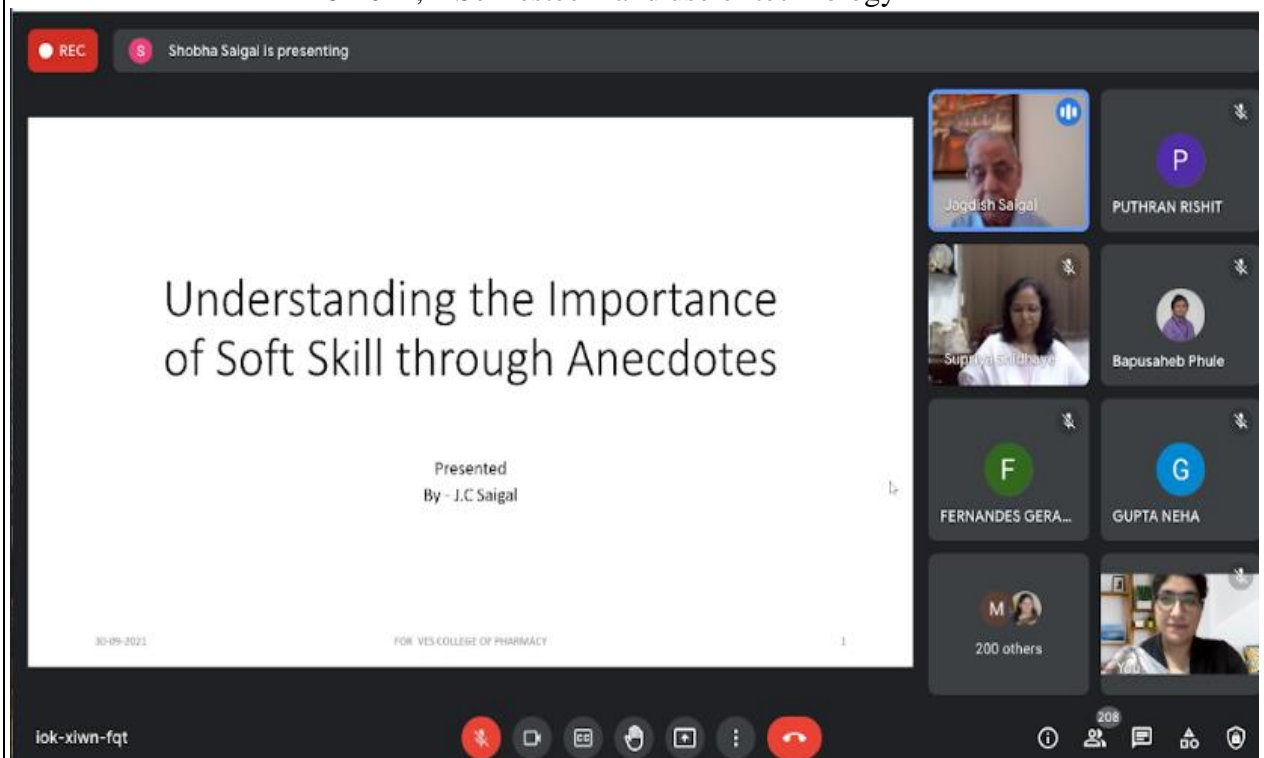 REC
S
Shobha Saigal is presenting
Understanding the Importance
of Soft Skill through Anecdotes
Presented
By - J.C Saigal
30-09-2021
FOR VES COLLEGE OF PHARMACY
1
Jagdish Saigal
P
PUTHRAN RISHIT
Supriya
Bapusaheb Phule
F
FERNANDES GERA...
G
GUPTA NEHA
M
200 others
You
iok-xiwn-fqt
CC
208